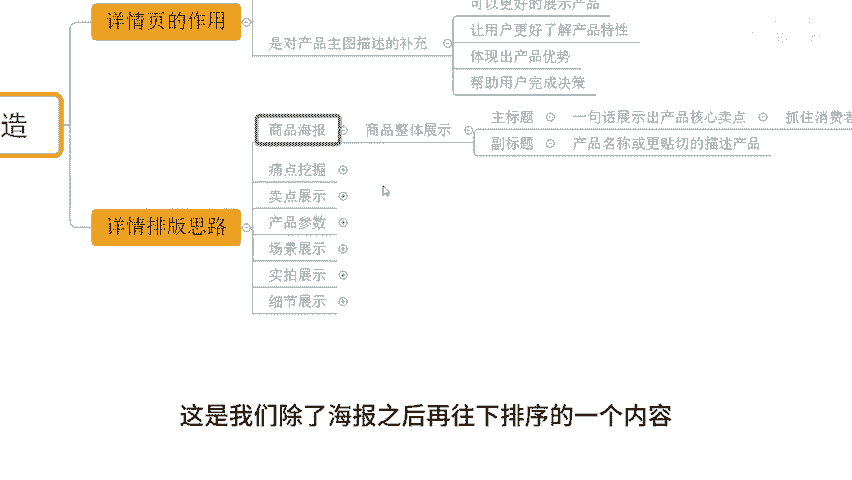 可以更好的展示产品
详情页的作用
让用户更好了解产品特性
是对产品主图描述的补充
体现出产品优势
帮助用户完成决策
造
主标题 一句话展示出产品核心卖点 抓住消费者
商品海报 商品整体展示
副标题 产品名称或更贴切的描述产品
痛点挖掘
卖点展示
产品参数
详情排版思路
场景展示
实拍展示
细节展示
这是我们除了海报之后再往下排序的一个内容